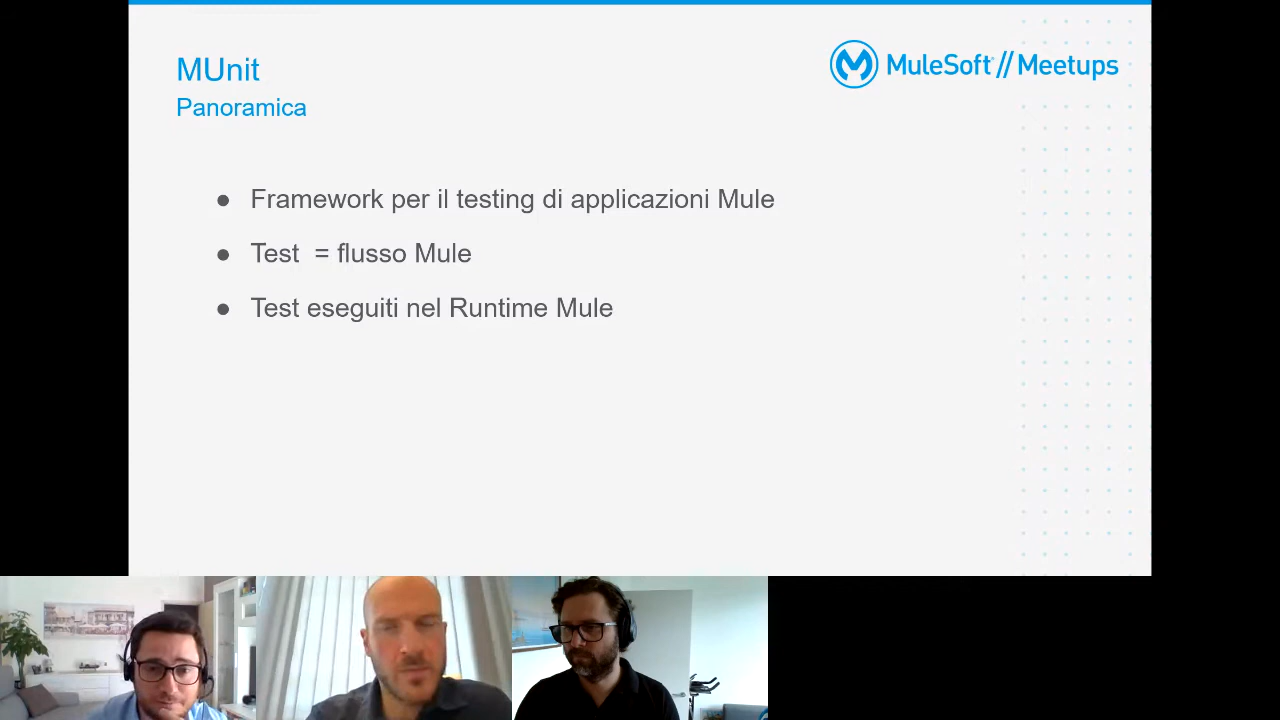 MUnit
Panoramica
MuleSoft // Meetups
● Framework per il testing di applicazioni Mule
● Test = flusso Mule
● Test eseguiti nel Runtime Mule